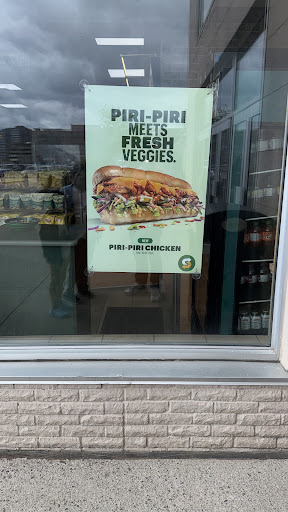 PIRI-PIRI
MEETS
FRESH
VEGGIES.
NEW
PIRI-PIRI CHICKEN